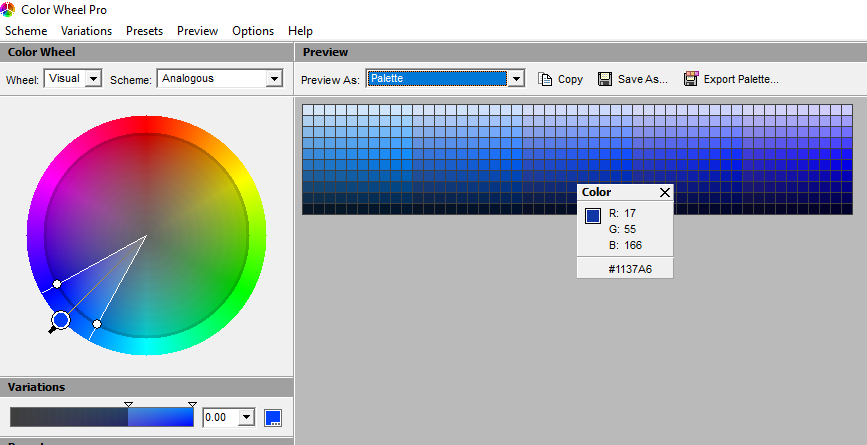 Color Wheel Pro
Scheme Variations Presets Preview Options Help
Color Wheel
Preview
Wheel: Visual Scheme: Analogous
Preview As: Palette Copy Save As... Export Palette...
Color
R: 17
G: 55
B: 166
#1137A6
Variations
0.00